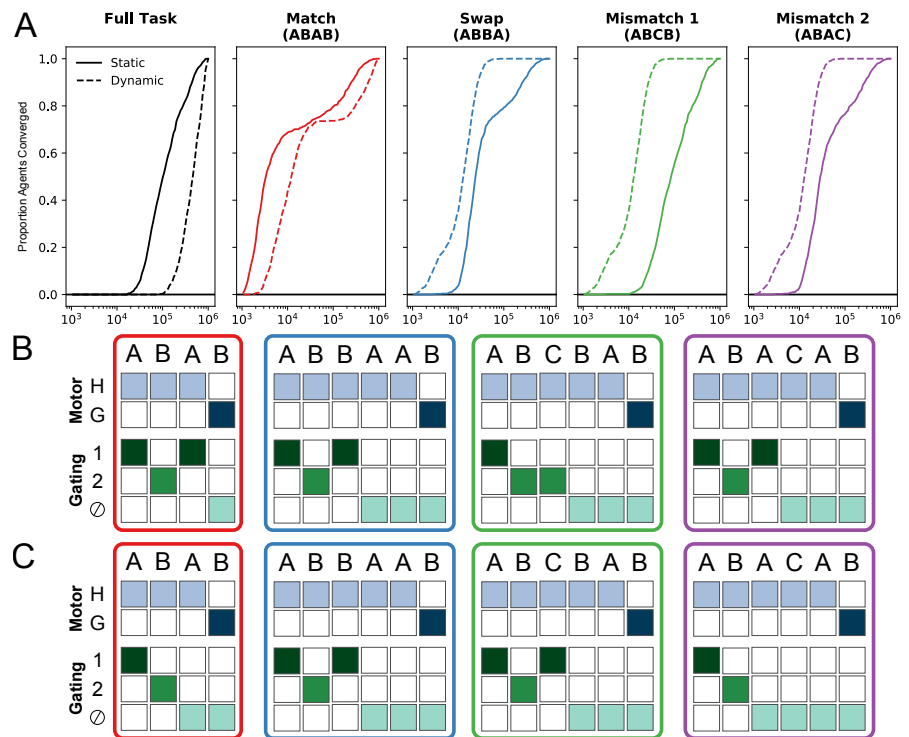 A
Full Task
Match
(ABAB)
Swap
(ABBA)
Mismatch 1
(ABCB)
Mismatch 2
(ABAC)
Proportion Agents Converged
1.0
0.8
0.6
0.4
0.2
0.0
Static
Dynamic
10³ 10⁴ 10⁵ 10⁶
10³ 10⁴ 10⁵ 10⁶
10³ 10⁴ 10⁵ 10⁶
10³ 10⁴ 10⁵ 10⁶
10³ 10⁴ 10⁵ 10⁶
B
A B A B
A B B A A B
A B C B A B
A B A C A B
Motor
H
G
Gating
1
2
∅
C
A B A B
A B B A A B
A B C B A B
A B A C A B
Motor
H
G
Gating
1
2
∅